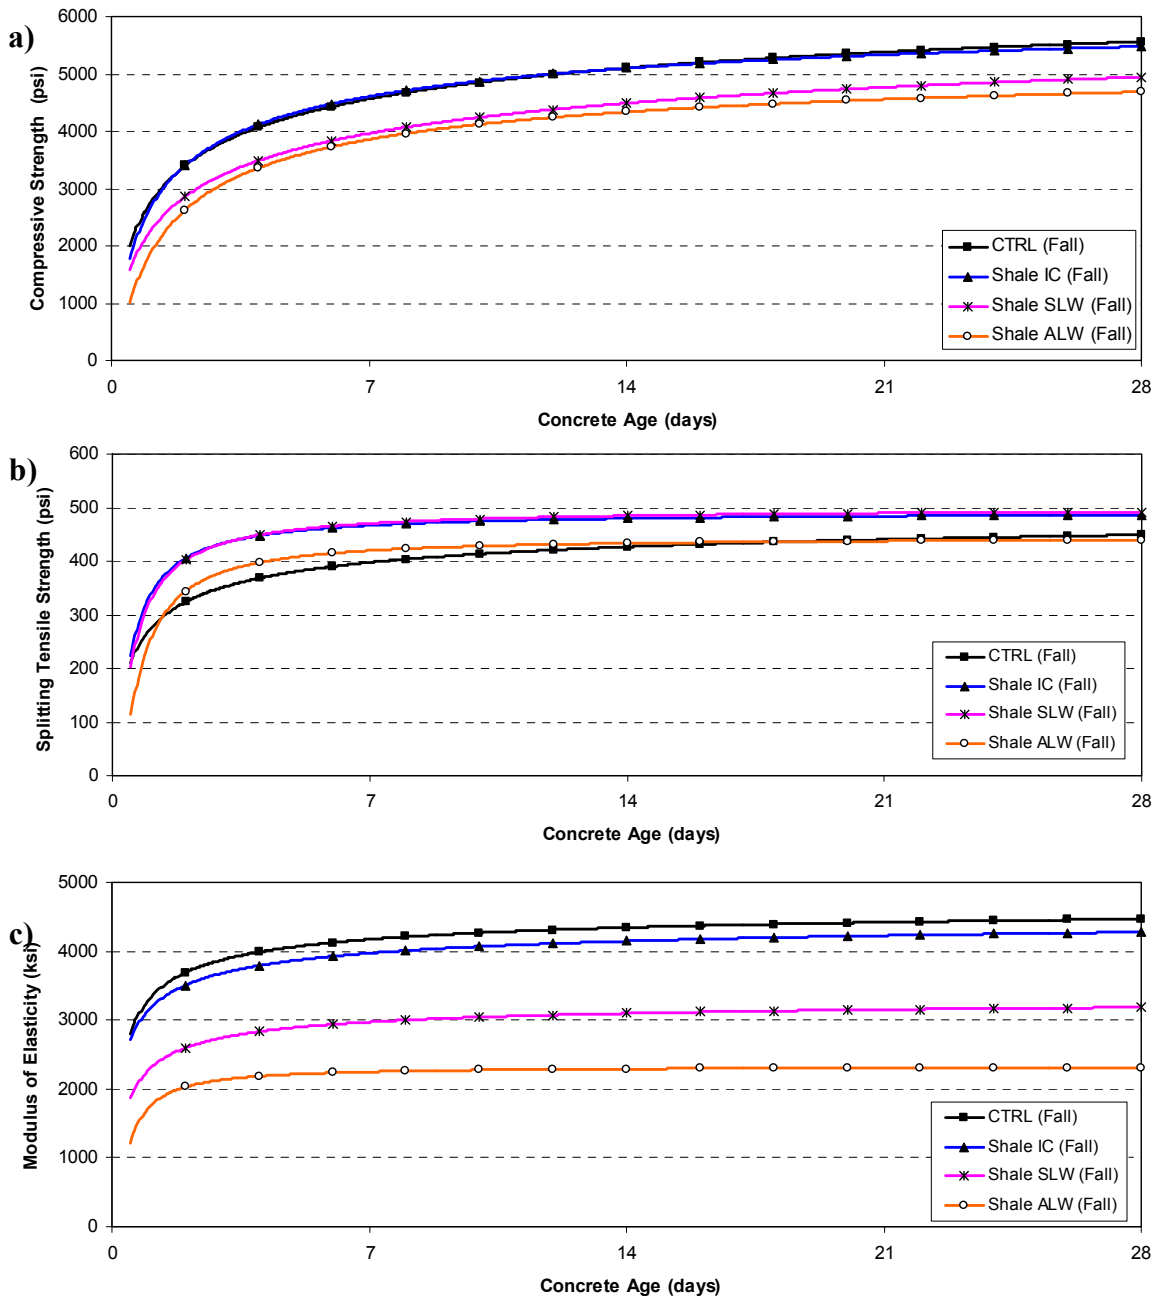 a)
Compressive Strength (psi)
6000
5000
4000
3000
2000
1000
0
0 7 14 21 28
Concrete Age (days)
CTRL (Fall)
Shale IC (Fall)
Shale SLW (Fall)
Shale ALW (Fall)
b)
Splitting Tensile Strength (psi)
600
500
400
300
200
100
0
0 7 14 21 28
Concrete Age (days)
CTRL (Fall)
Shale IC (Fall)
Shale SLW (Fall)
Shale ALW (Fall)
c)
Modulus of Elasticity (ksi)
5000
4000
3000
2000
1000
0
0 7 14 21 28
Concrete Age (days)
CTRL (Fall)
Shale IC (Fall)
Shale SLW (Fall)
Shale ALW (Fall)